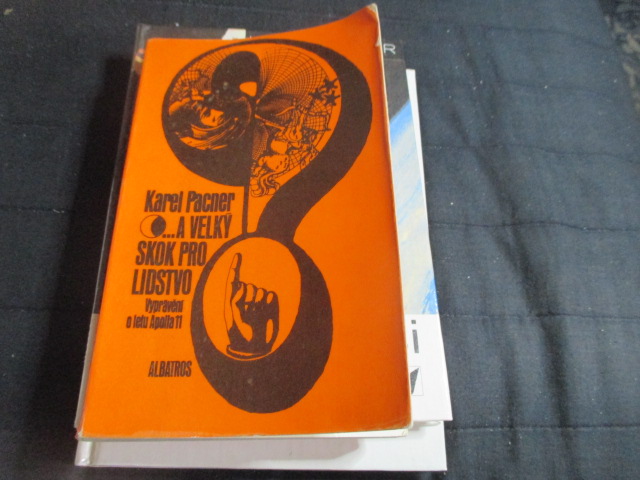 Karel Pacner
...A VELKÝ
SKOK PRO
LIDSTVO
Vyprávění
o letu Apolla 11
ALBATROS